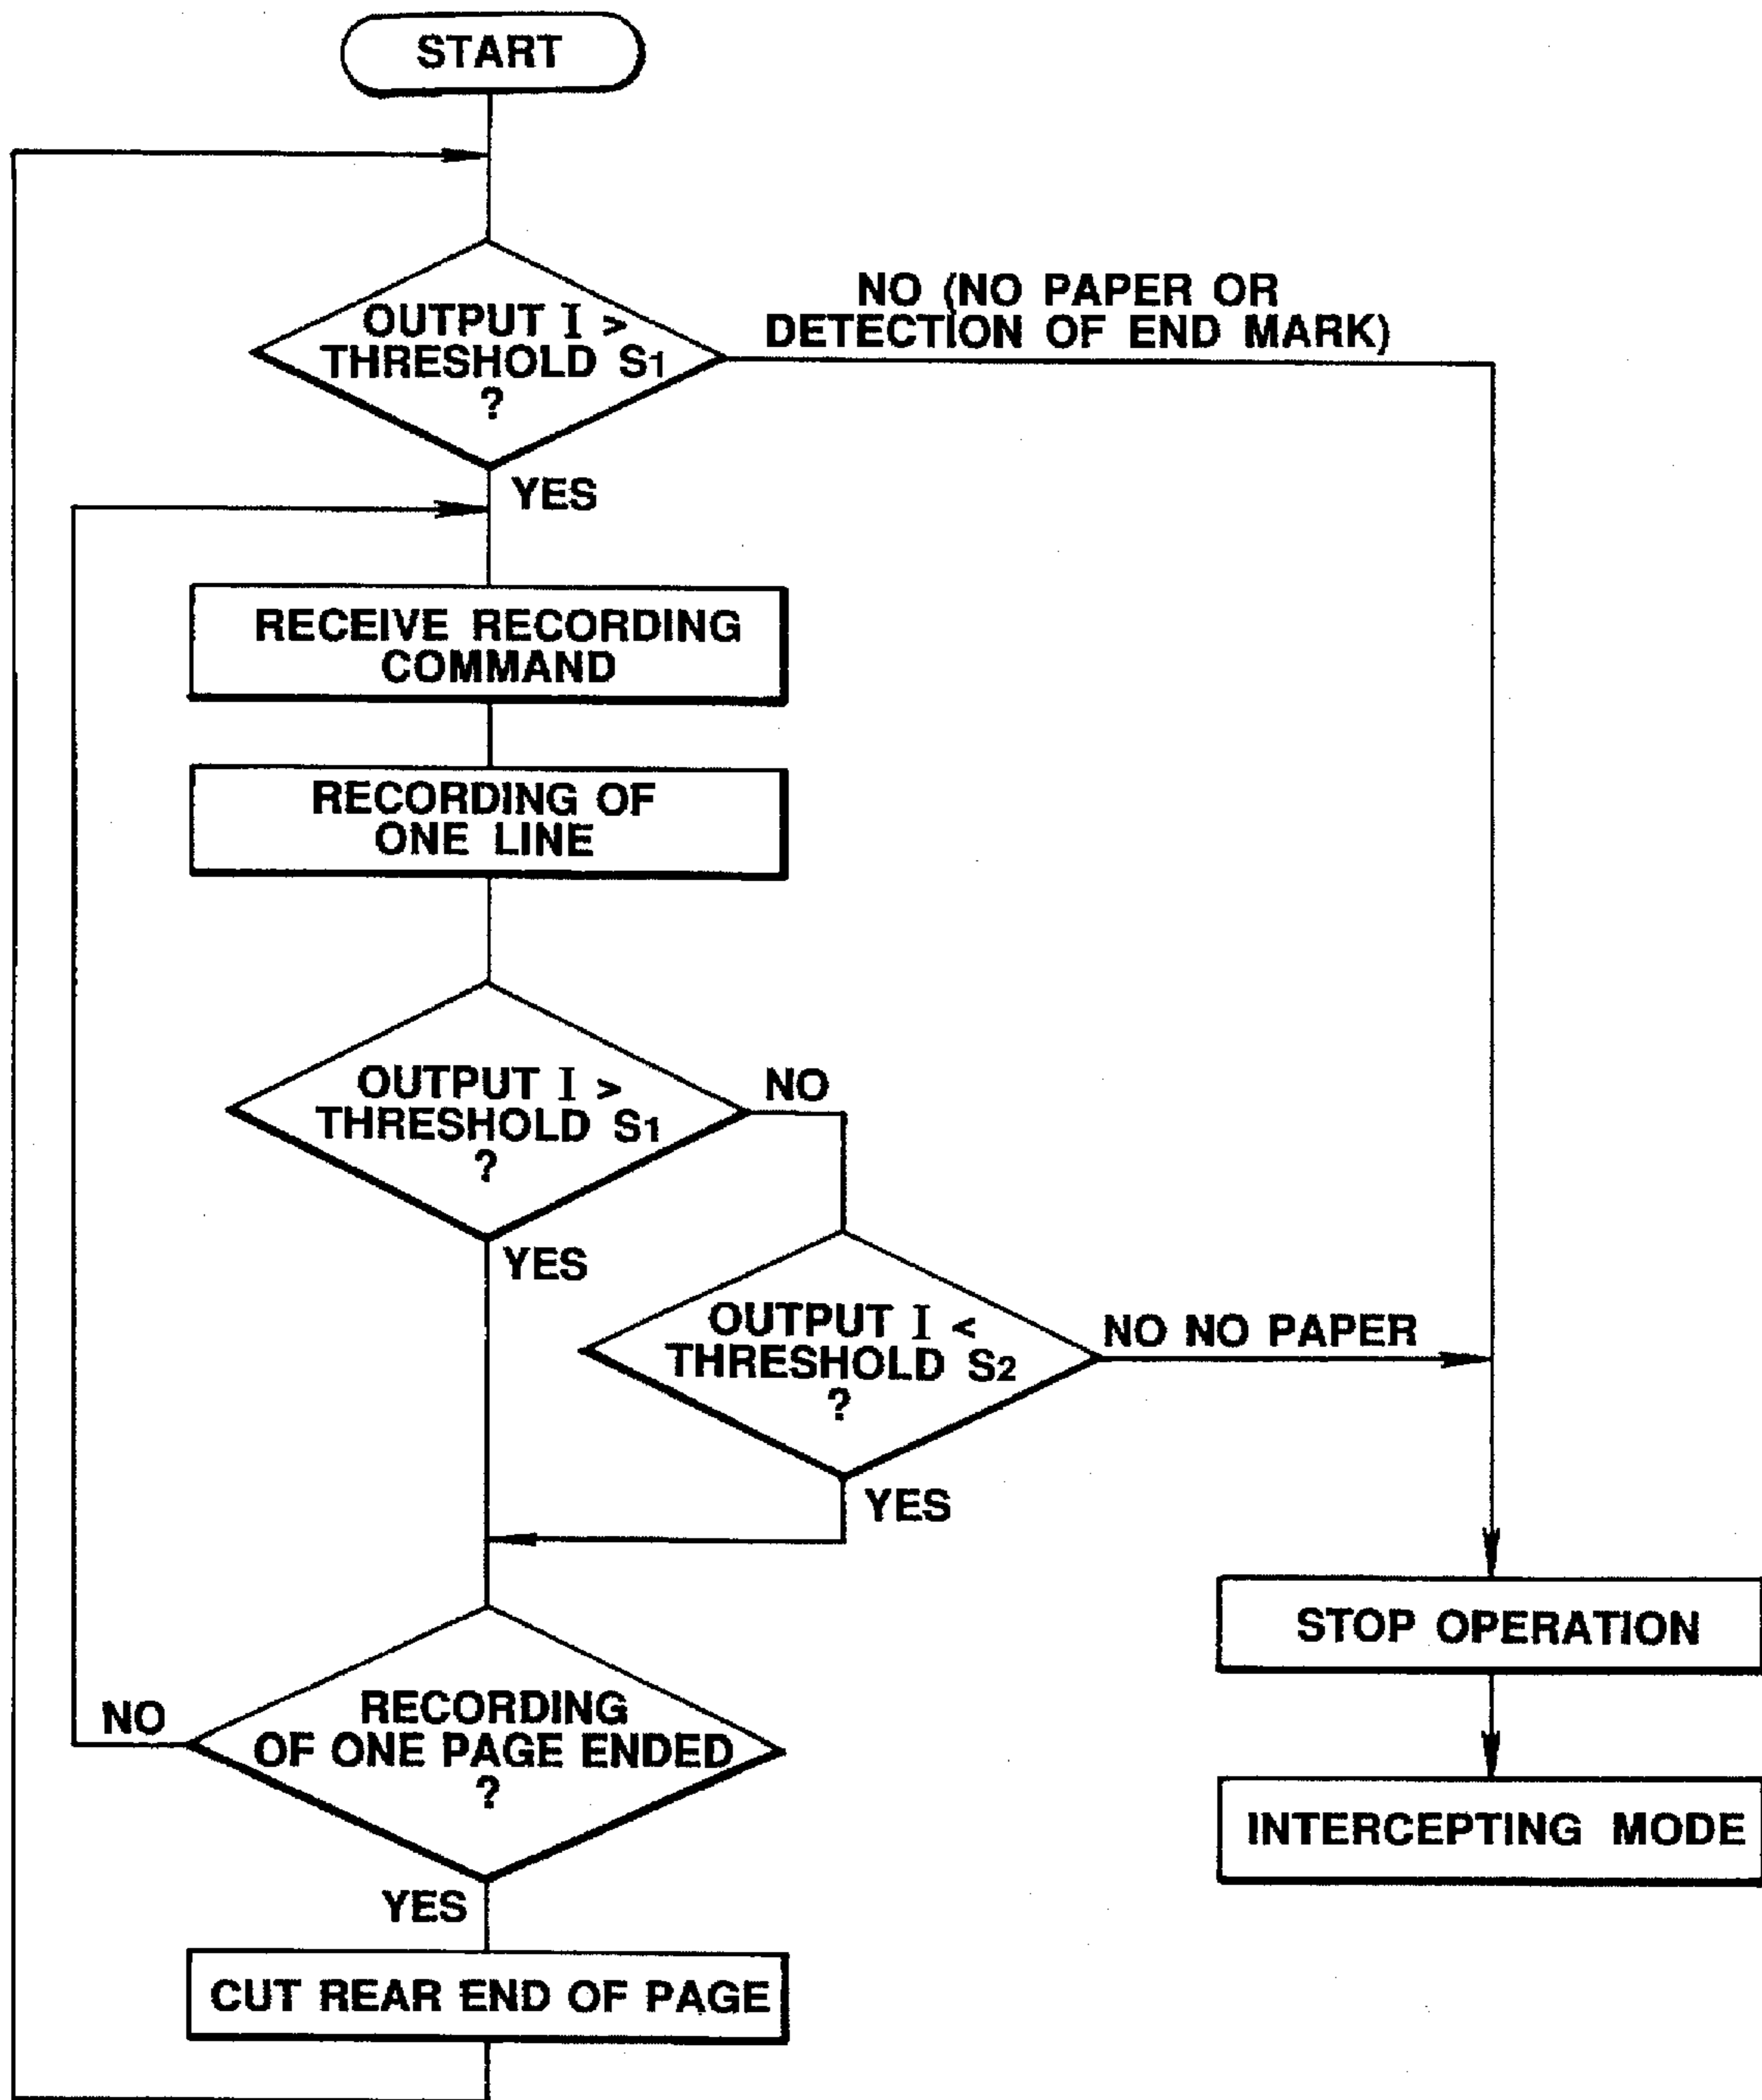 START
OUTPUT I >
THRESHOLD S1
?
NO (NO PAPER OR
DETECTION OF END MARK)
YES
RECEIVE RECORDING
COMMAND
RECORDING OF
ONE LINE
OUTPUT I >
THRESHOLD S1
?
NO
YES
OUTPUT I <
THRESHOLD S2
?
NO NO PAPER
YES
STOP OPERATION
RECORDING
OF ONE PAGE ENDED
?
NO
INTERCEPTING MODE
YES
CUT REAR END OF PAGE